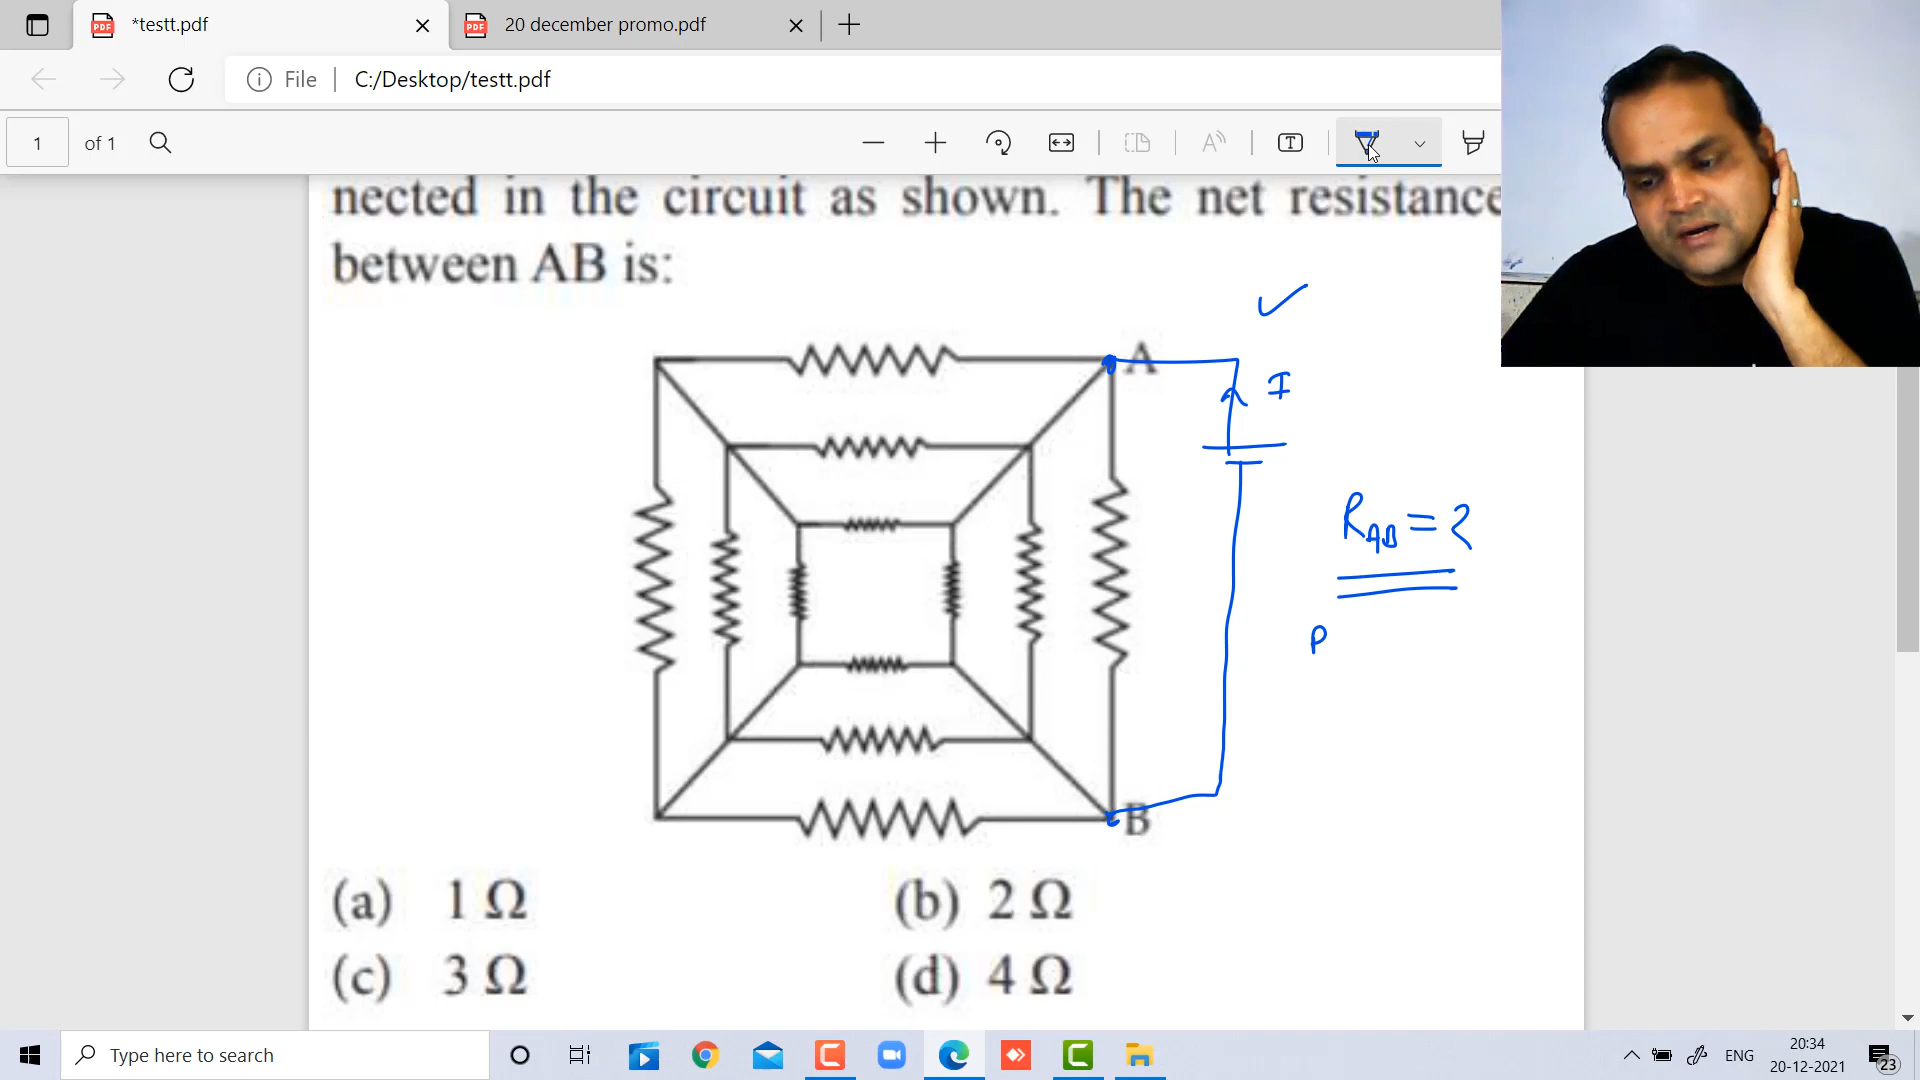 *testt.pdf
20 december promo.pdf
File
C:/Desktop/testt.pdf
1 of 1
nected in the circuit as shown. The net resistance
between AB is:
A
I
R_AB = ?
P
B
(a) 1 Ω
(b) 2 Ω
(c) 3 Ω
(d) 4 Ω
Type here to search
ENG
20:34
20-12-2021
23